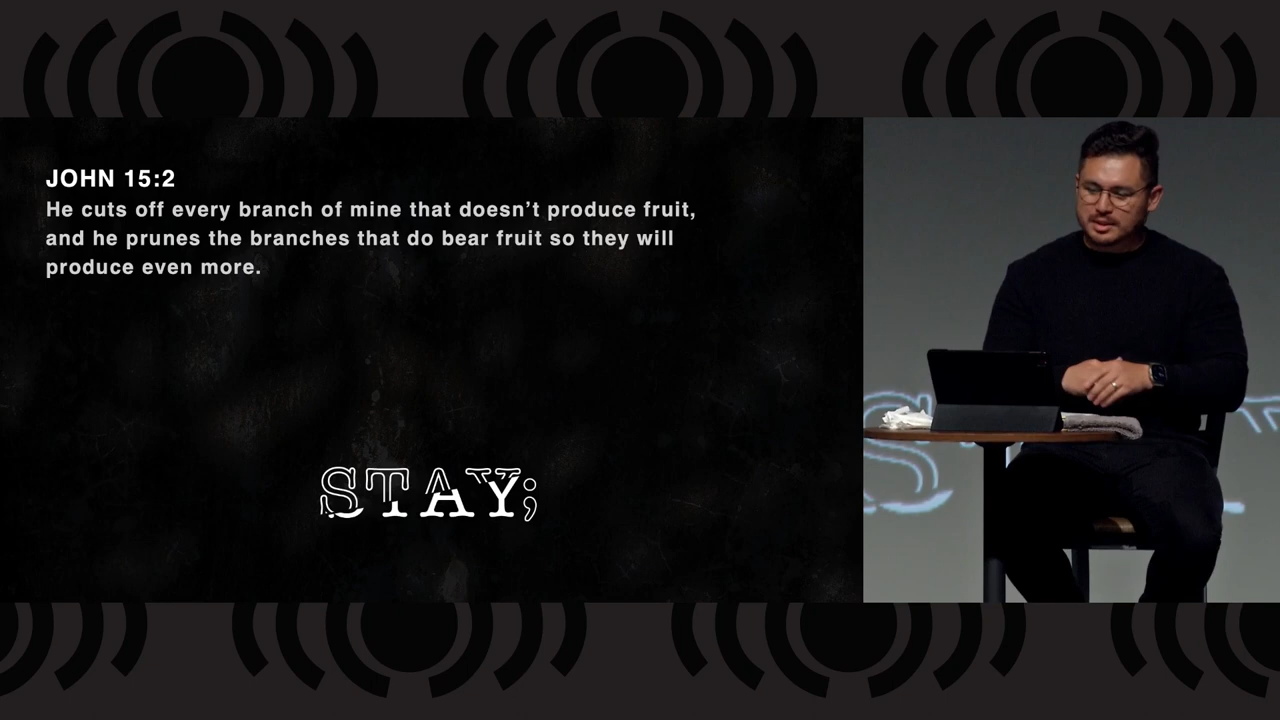 JOHN 15:2
He cuts off every branch of mine that doesn’t produce fruit,
and he prunes the branches that do bear fruit so they will
produce even more.
STAY;